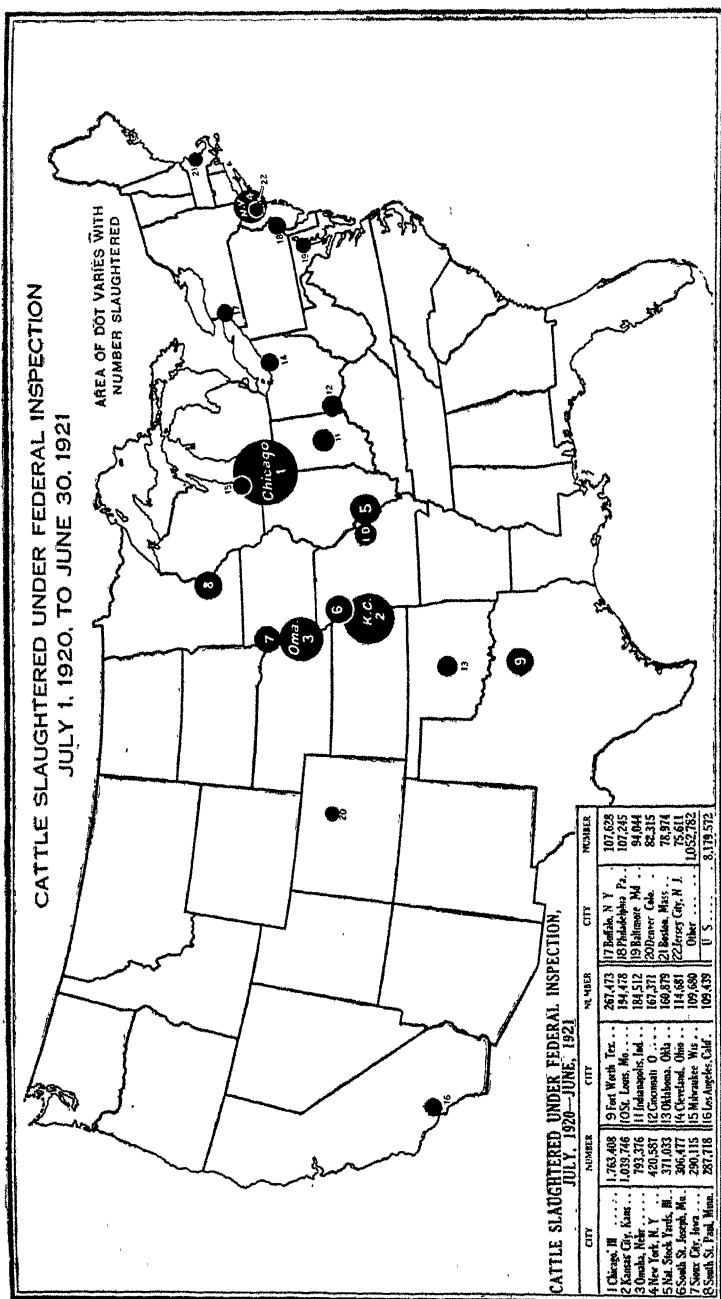 CATTLE SLAUGHTERED UNDER FEDERAL INSPECTION
JULY 1, 1920, TO JUNE 30, 1921
AREA OF DOT VARIES WITH
NUMBER SLAUGHTERED
21
22
18
19
17
14
12
11
Chicago
1
15
8
5
10
7
Oma.
3
6
K.C.
2
13
9
20
16
CATTLE SLAUGHTERED UNDER FEDERAL INSPECTION,
JULY, 1920—JUNE, 1921
CITY NUMBER CITY NUMBER CITY NUMBER
1 Chicago, Ill ..... 1,763,408 9 Fort Worth Tex... 267,473 17 Buffalo, N Y .... 107,628
2 Kansas City, Kans... 1,039,746 10 St. Louis, Mo.... 194,478 18 Philadelphia Pa.. 107,245
3 Omaha, Nebr ..... 793,376 11 Indianapolis, Ind.. 184,512 19 Baltimore Md ... 94,044
4 New York, N. Y ... 420,587 12 Cincinnati O .... 167,371 20 Denver Colo. ... 82,315
5 Nat. Stock Yards, Ill.. 371,033 13 Oklahoma, Okla .. 160,879 21 Boston, Mass ... 78,974
6 South St. Joseph, Mo.. 306,477 14 Cleveland, Ohio .. 114,681 22 Jersey City, N J. 75,611
7 Sioux City, Iowa ... 290,115 15 Milwaukee Wis .. 109,680 Other ...... 1,052,782
8 South St. Paul, Minn. 287,718 16 Los Angeles, Calif. 109,439 U S ....... 8,179,572